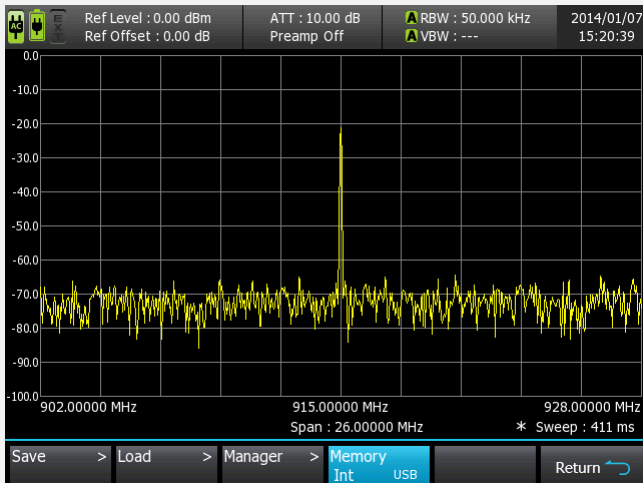 AC EXT Ref Level : 0.00 dBm ATT : 10.00 dB A RBW : 50.000 kHz 2014/01/07
Ref Offset : 0.00 dB Preamp Off A VBW : --- 15:20:39
0.0
-10.0
-20.0
-30.0
-40.0
-50.0
-60.0
-70.0
-80.0
-90.0
-100.0
902.00000 MHz 915.00000 MHz 928.00000 MHz
Span : 26.00000 MHz * Sweep : 411 ms
Save > Load > Manager > Memory
Int USB Return